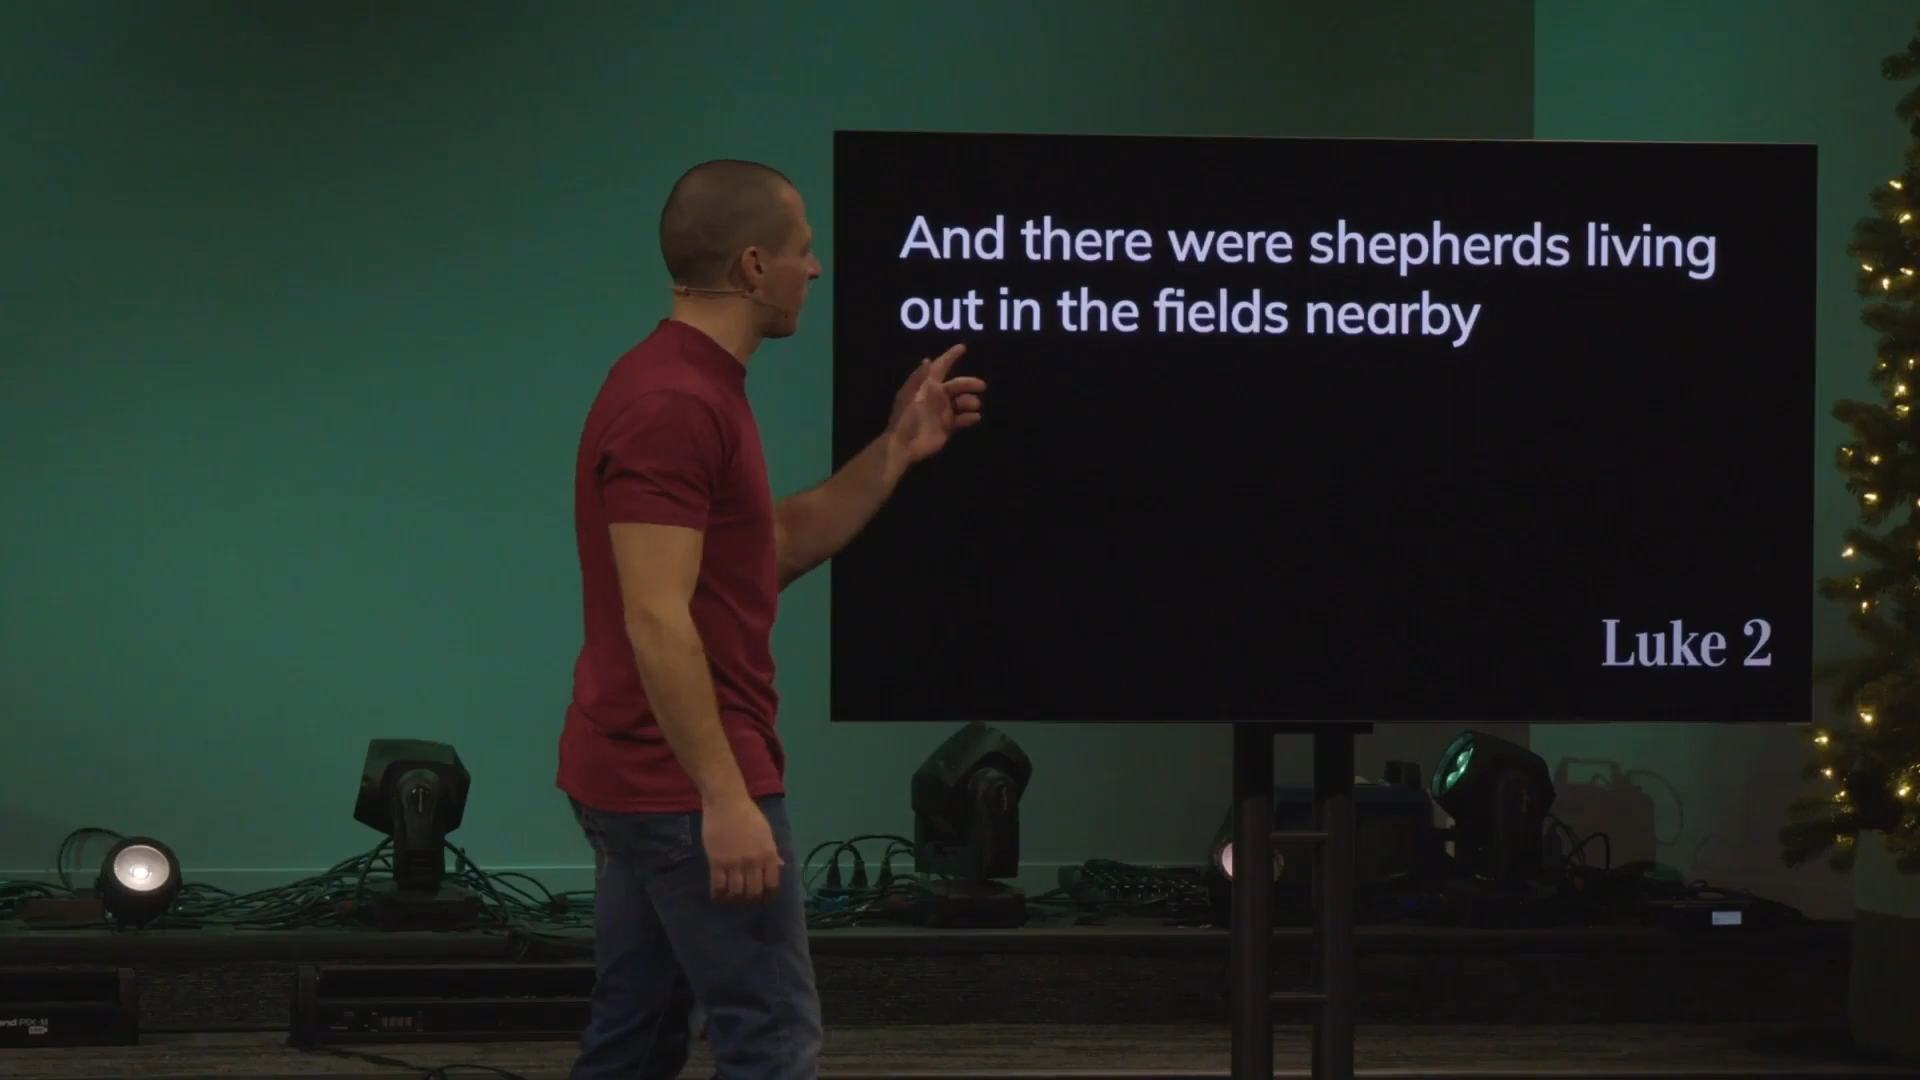 And there were shepherds living
out in the fields nearby
Luke 2